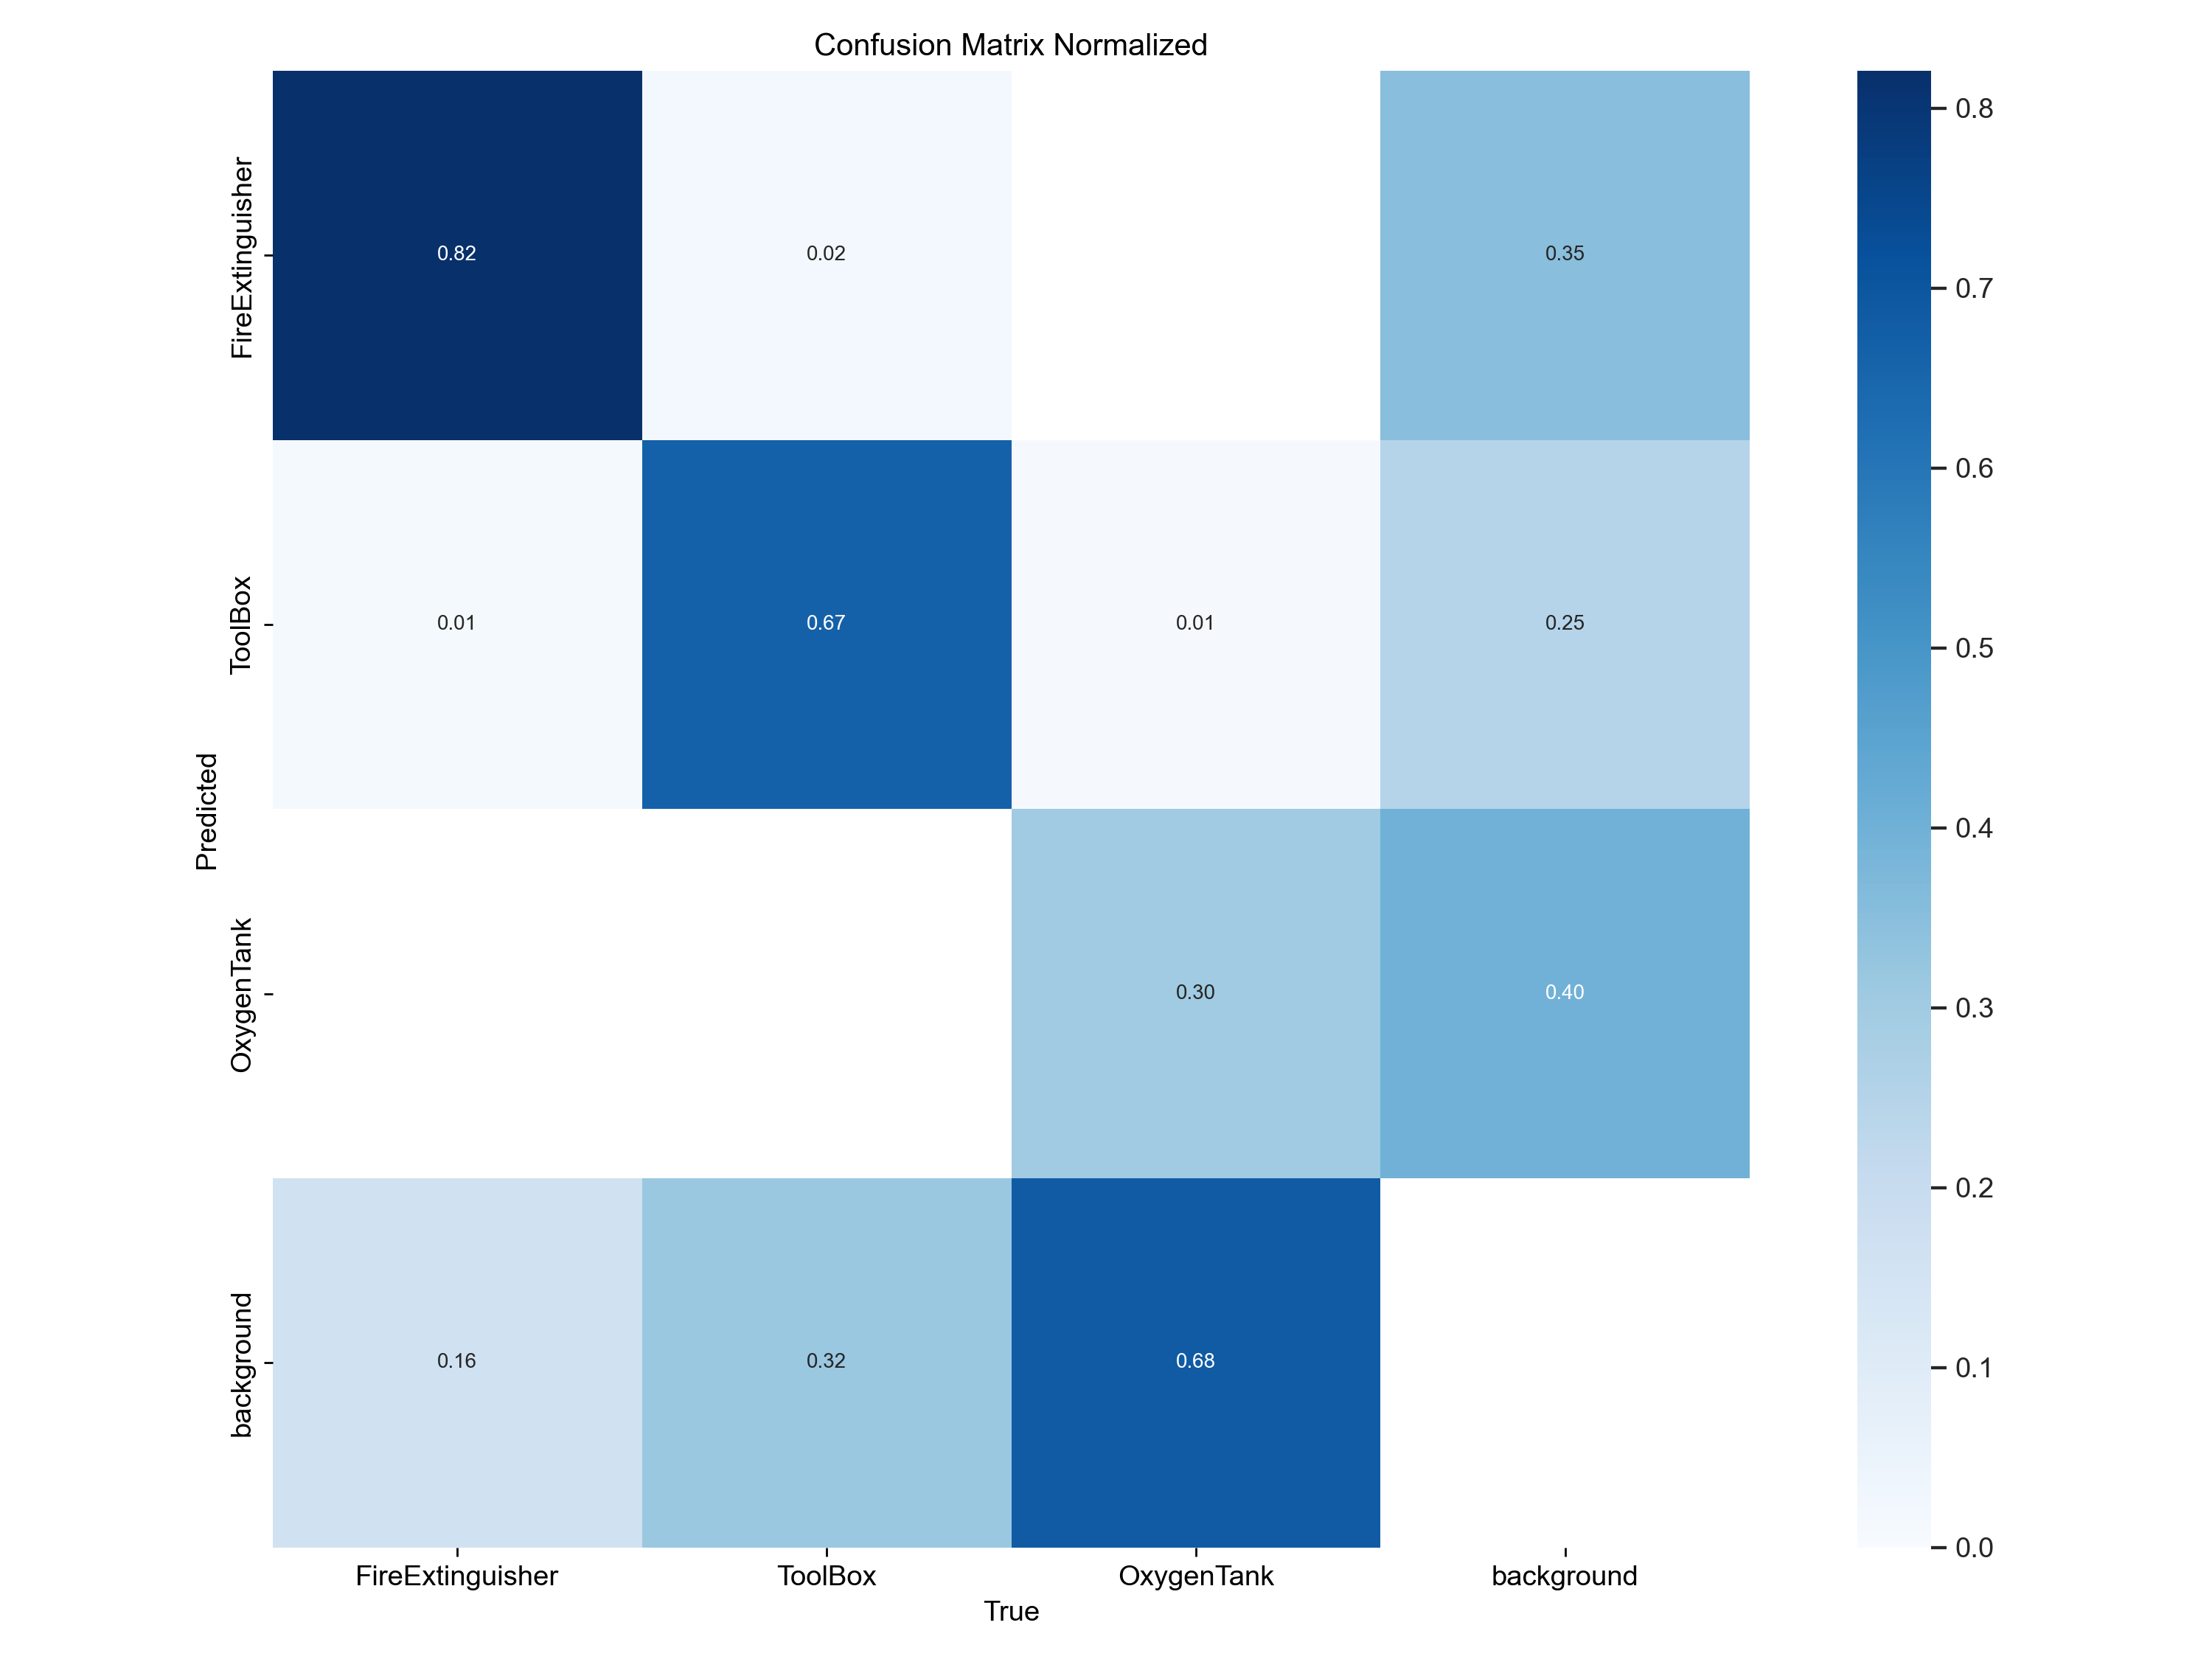 Confusion Matrix Normalized
Predicted
FireExtinguisher
0.82
0.02
0.35
ToolBox
0.01
0.67
0.01
0.25
OxygenTank
0.30
0.40
background
0.16
0.32
0.68
FireExtinguisher
ToolBox
OxygenTank
background
True
0.8
0.7
0.6
0.5
0.4
0.3
0.2
0.1
0.0